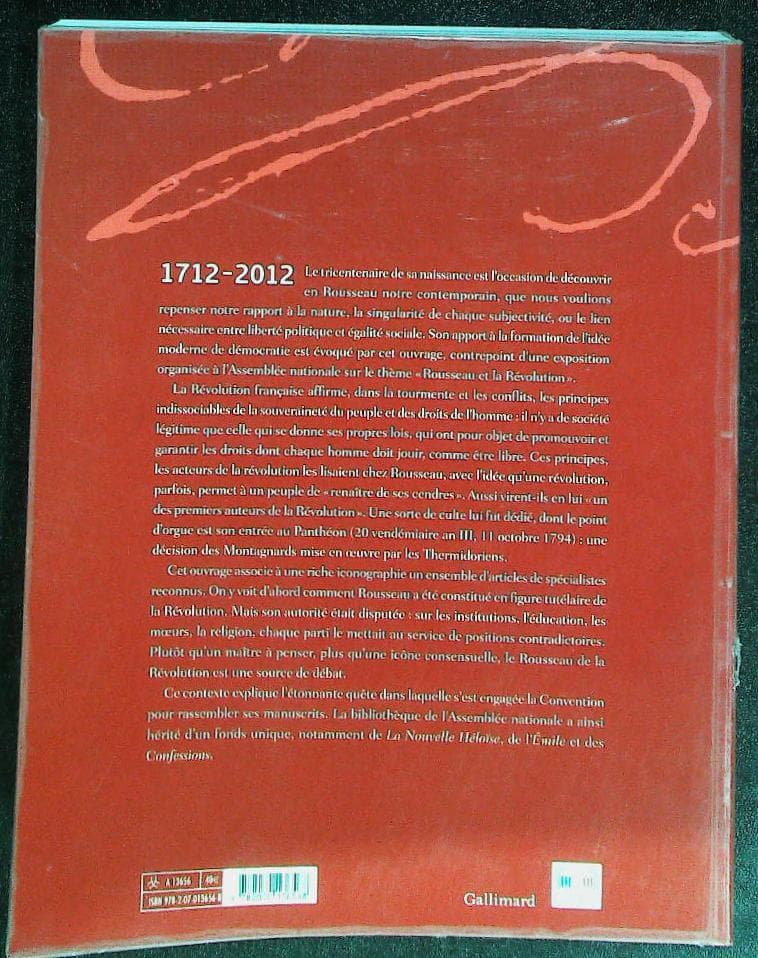 1712-2012 Le tricentenaire de sa naissance est l'occasion de découvrir
en Rousseau notre contemporain, que nous voulions
repenser notre rapport à la nature, la singularité de chaque subjectivité, ou le lien
nécessaire entre liberté politique et égalité sociale. Son apport à la formation de l'idée
moderne de démocratie est évoqué par cet ouvrage, contrepoint d'une exposition
organisée à l'Assemblée nationale sur le thème « Rousseau et la Révolution ».
La Révolution française affirme, dans la tourmente et les conflits, les principes
indissociables de la souveraineté du peuple et des droits de l'homme : il n'y a de société
légitime que celle qui se donne ses propres lois, qui ont pour objet de promouvoir et
garantir les droits dont chaque homme doit jouir, comme être libre. Ces principes,
les acteurs de la révolution les lisaient chez Rousseau, avec l'idée qu'une révolution,
parfois, permet à un peuple de « renaître de ses cendres ». Aussi virent-ils en lui « un
des premiers auteurs de la Révolution ». Une sorte de culte lui fut dédié, dont le point
d'orgue est son entrée au Panthéon (20 vendémiaire an III, 11 octobre 1794) : une
décision des Montagnards mise en œuvre par les Thermidoriens.
Cet ouvrage associe à une riche iconographie un ensemble d'articles de spécialistes
reconnus. On y voit d'abord comment Rousseau a été constitué en figure tutélaire de
la Révolution. Mais son autorité était disputée : sur les institutions, l'éducation, les
mœurs, la religion, chaque parti le mettait au service de positions contradictoires.
Plutôt qu'un maître à penser, plus qu'une icône consensuelle, le Rousseau de la
Révolution est une source de débat.
Ce contexte explique l'étonnante quête dans laquelle s'est engagée la Convention
pour rassembler ses manuscrits. La bibliothèque de l'Assemblée nationale a ainsi
hérité d'un fonds unique, notamment de La Nouvelle Héloïse, de l'Émile et des
Confessions.
A 13656
ISBN 978-2-07-013656-8
Gallimard